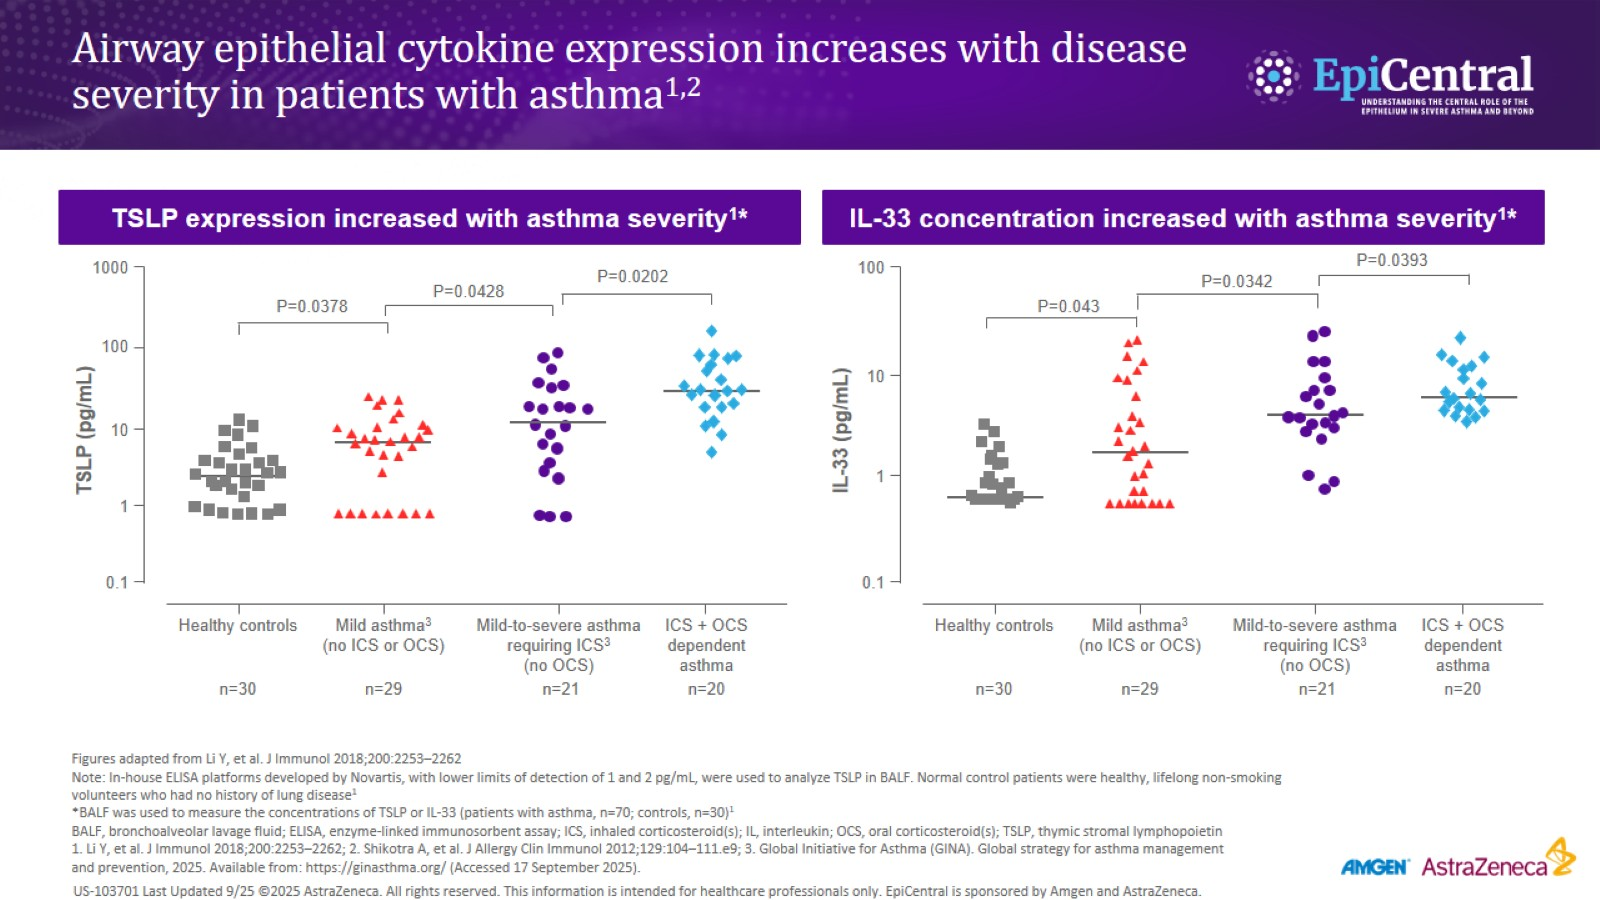 Airway epithelial cytokine expression increases with disease
severity in patients with asthma1,2
EpiCentral
UNDERSTANDING THE CENTRAL ROLE OF THE
EPITHELIUM IN SEVERE ASTHMA AND BEYOND
TSLP expression increased with asthma severity1*
TSLP (pg/mL)
1000
100
10
1
0.1
P=0.0378
P=0.0428
P=0.0202
Healthy controls
n=30
Mild asthma3
(no ICS or OCS)
n=29
Mild-to-severe asthma
requiring ICS3
(no OCS)
n=21
ICS + OCS
dependent
asthma
n=20
IL-33 concentration increased with asthma severity1*
IL-33 (pg/mL)
100
10
1
0.1
P=0.043
P=0.0342
P=0.0393
Healthy controls
n=30
Mild asthma3
(no ICS or OCS)
n=29
Mild-to-severe asthma
requiring ICS3
(no OCS)
n=21
ICS + OCS
dependent
asthma
n=20
Figures adapted from Li Y, et al. J Immunol 2018;200:2253–2262
Note: In-house ELISA platforms developed by Novartis, with lower limits of detection of 1 and 2 pg/mL, were used to analyze TSLP in BALF. Normal control patients were healthy, lifelong non-smoking
volunteers who had no history of lung disease1
*BALF was used to measure the concentrations of TSLP or IL-33 (patients with asthma, n=70; controls, n=30)1
BALF, bronchoalveolar lavage fluid; ELISA, enzyme-linked immunosorbent assay; ICS, inhaled corticosteroid(s); IL, interleukin; OCS, oral corticosteroid(s); TSLP, thymic stromal lymphopoietin
1. Li Y, et al. J Immunol 2018;200:2253–2262; 2. Shikotra A, et al. J Allergy Clin Immunol 2012;129:104–111.e9; 3. Global Initiative for Asthma (GINA). Global strategy for asthma management
and prevention, 2025. Available from: https://ginasthma.org/ (Accessed 17 September 2025).
US-103701 Last Updated 9/25 ©2025 AstraZeneca. All rights reserved. This information is intended for healthcare professionals only. EpiCentral is sponsored by Amgen and AstraZeneca.
AMGEN® AstraZeneca